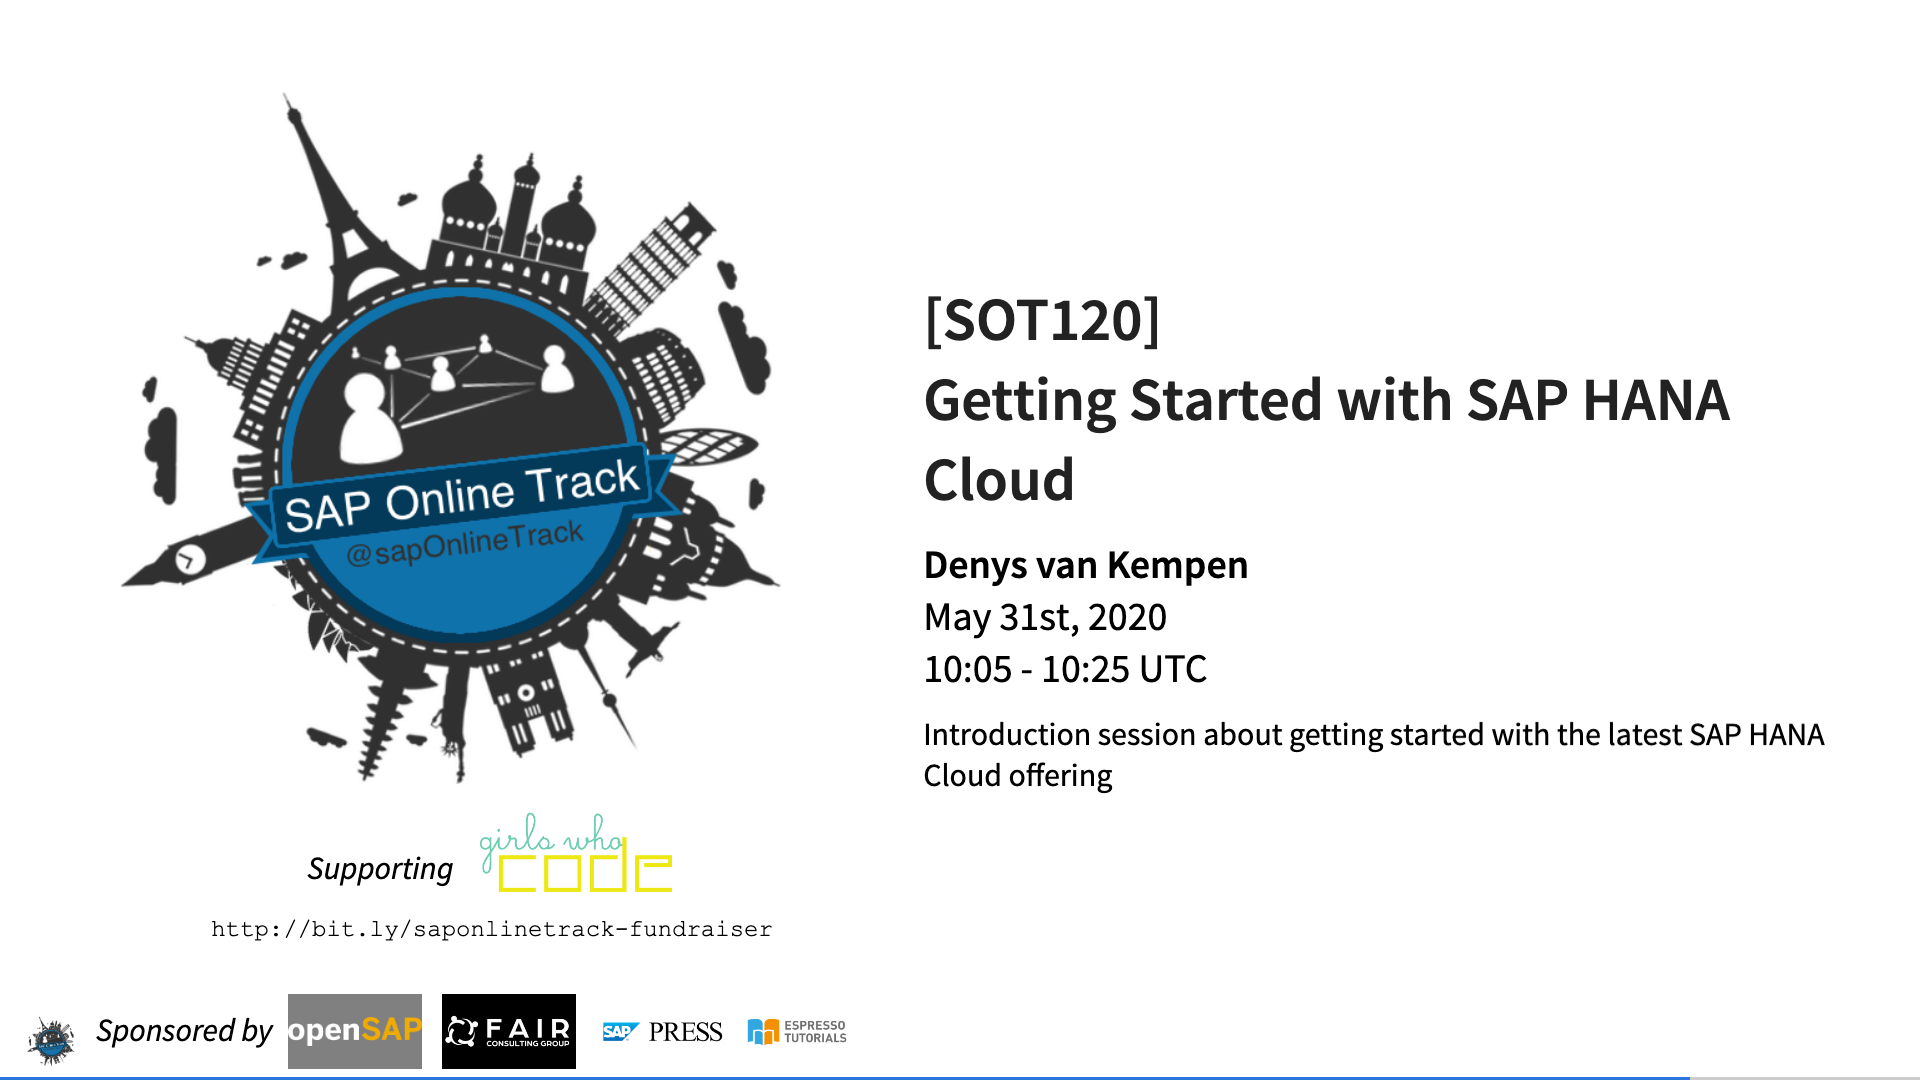 SAP Online Track
@sapOnlineTrack
[SOT120]
Getting Started with SAP HANA
Cloud
Denys van Kempen
May 31st, 2020
10:05 - 10:25 UTC
Introduction session about getting started with the latest SAP HANA
Cloud offering
Supporting
girls who
code
http://bit.ly/saponlinetrack-fundraiser
Sponsored by
openSAP
FAIR
CONSULTING GROUP
SAP PRESS
ESPRESSO
TUTORIALS